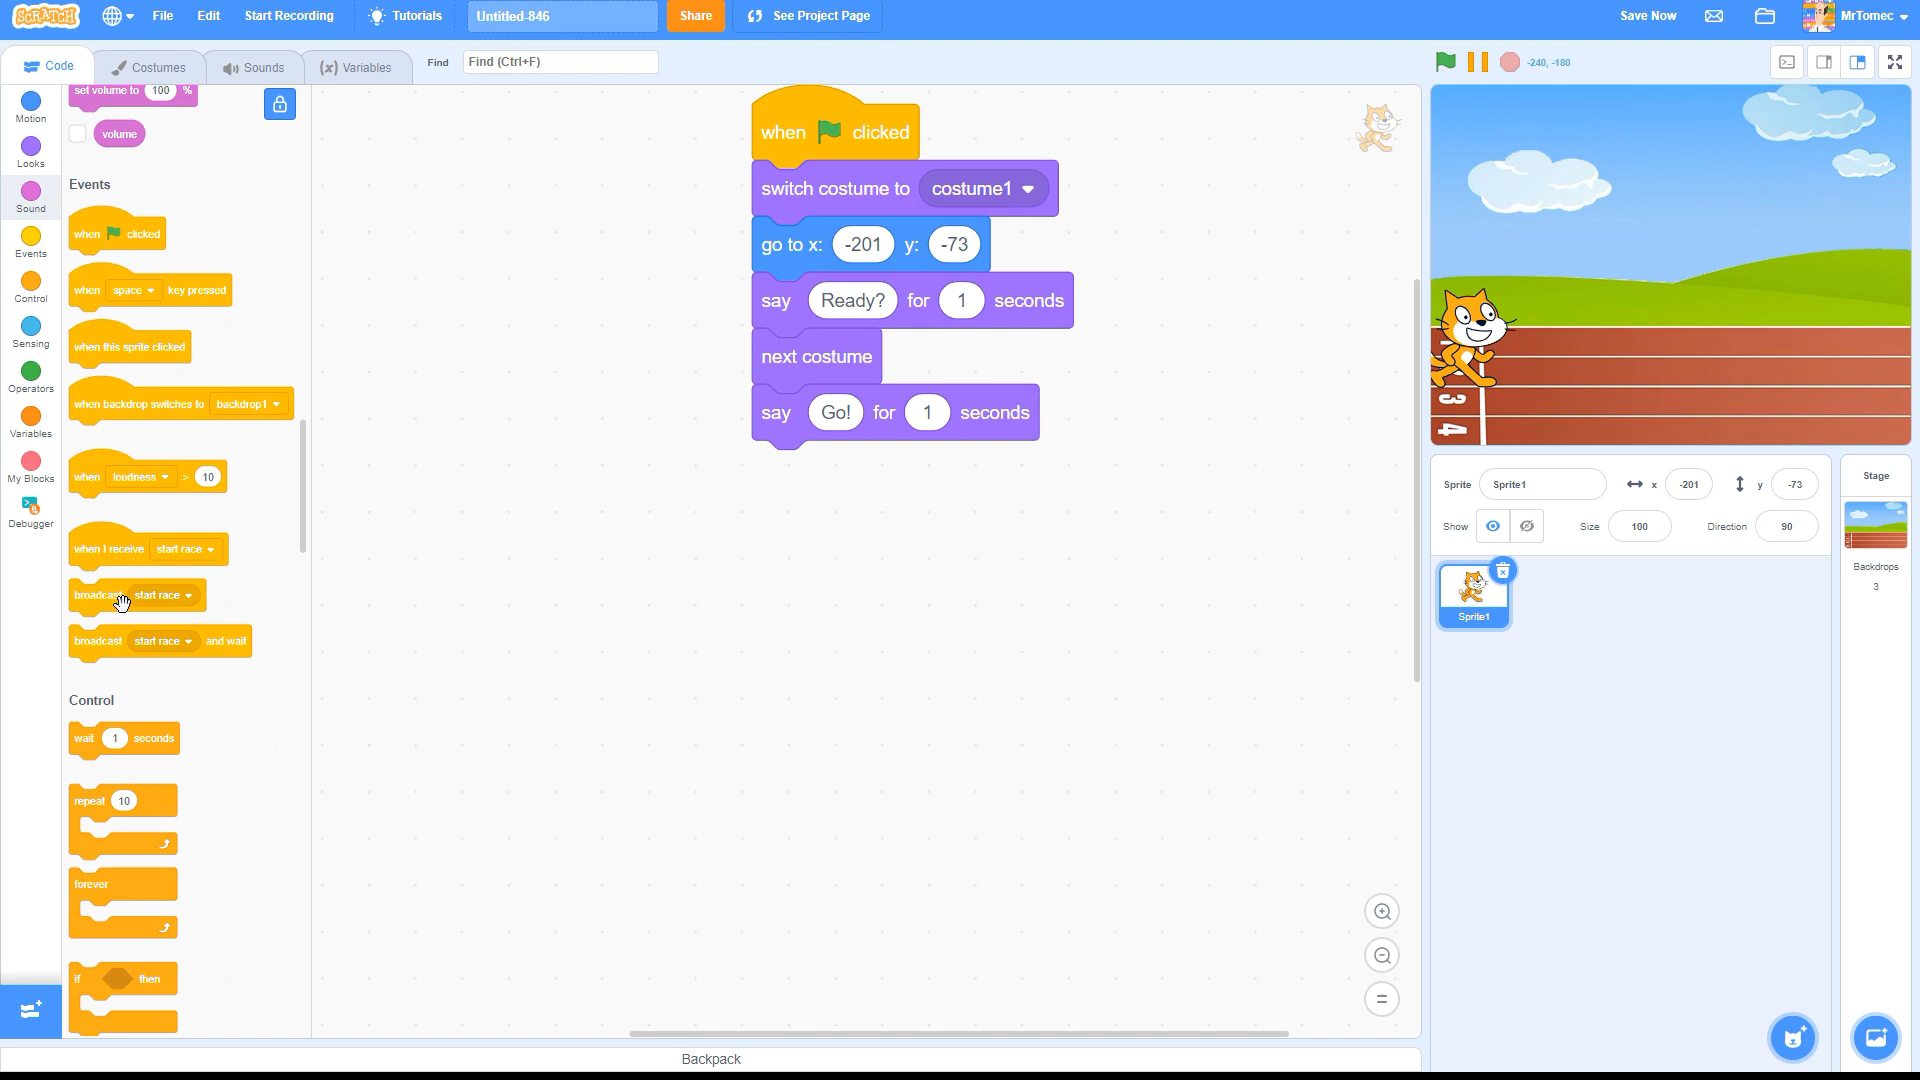 SCRATCH File Edit Start Recording Tutorials Untitled-846 Share See Project Page Save Now MrTomec
Code Costumes Sounds (x) Variables Find Find (Ctrl+F) -240, -180
Motion
Looks
Sound
Events
Control
Sensing
Operators
Variables
My Blocks
Debugger
set volume to 100 %
volume
Events
when clicked
when space key pressed
when this sprite clicked
when backdrop switches to backdrop1
when loudness > 10
when I receive start race
broadcast start race
broadcast start race and wait
Control
wait 1 seconds
repeat 10
forever
if then
when clicked
switch costume to costume1
go to x: -201 y: -73
say Ready? for 1 seconds
next costume
say Go! for 1 seconds
3
4
Sprite Sprite1 x -201 y -73
Show Size 100 Direction 90
Sprite1
Stage
Backdrops
3
Backpack